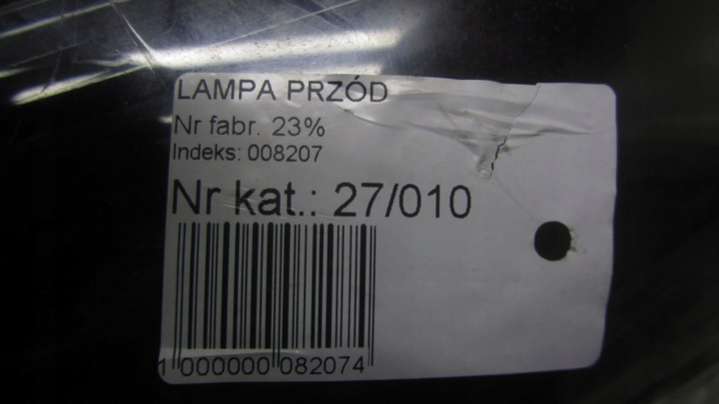 LAMPA PRZÓD
Nr fabr. 23%
Indeks: 008207
Nr kat.: 27/010
1 000000 082074